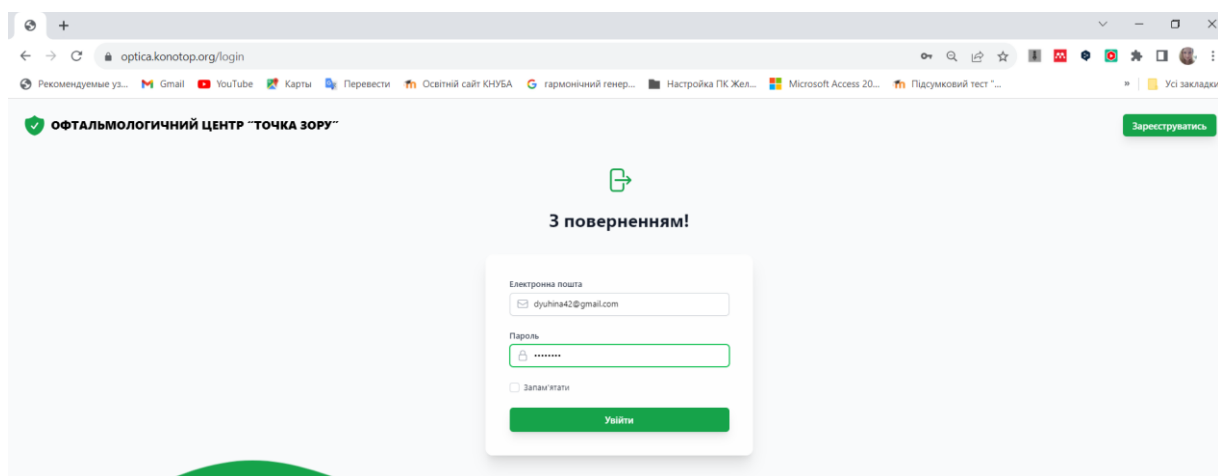 optica.konotop.org/login
Рекомендуемые уз... Gmail YouTube Карты Перевести Освітній сайт КНУБА гармонічний генер... Настройка ПК Жел... Microsoft Access 20... Підсумковий тест "... » Усі закладки
ОФТАЛЬМОЛОГИЧНИЙ ЦЕНТР “ТОЧКА ЗОРУ” Зареєструватись
З поверненням!
Електронна пошта
dyuhina42@gmail.com
Пароль
••••••••
Запам'ятати
Увійти